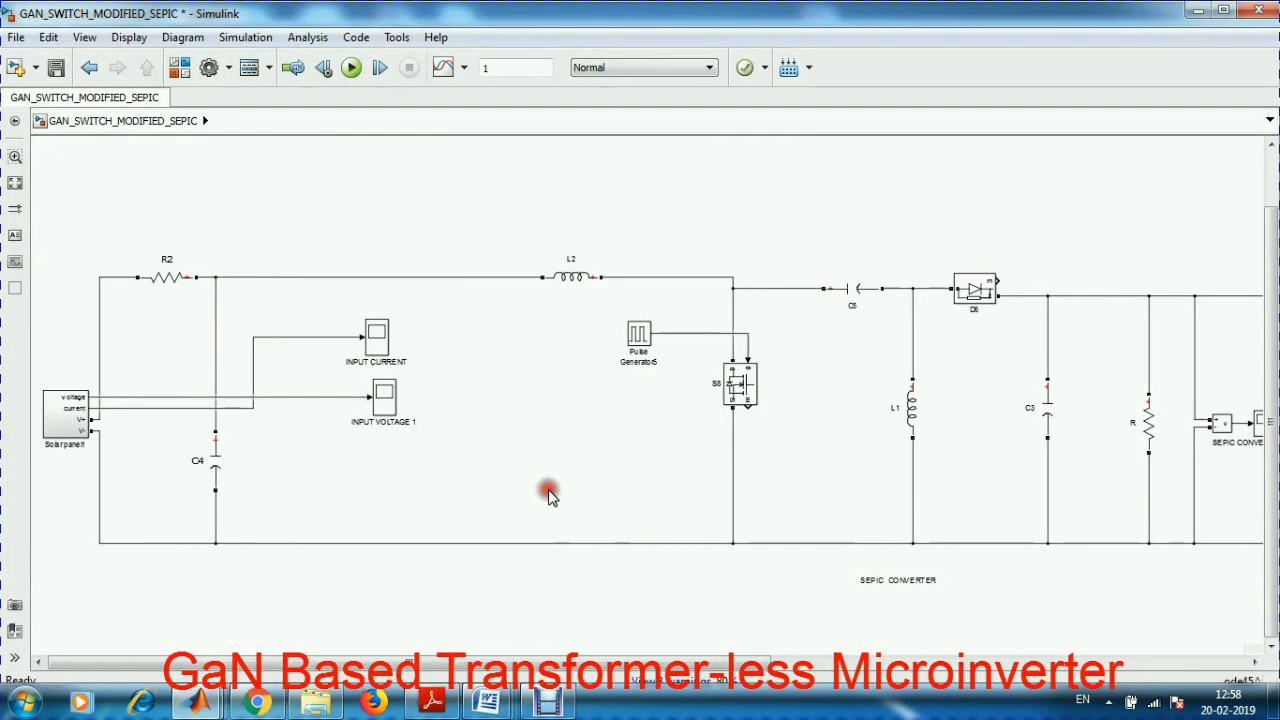 GAN_SWITCH_MODIFIED_SEPIC * - Simulink
File Edit View Display Diagram Simulation Analysis Code Tools Help
1
Normal
GAN_SWITCH_MODIFIED_SEPIC
GAN_SWITCH_MODIFIED_SEPIC
R2
L2
C5
D6
INPUT CURRENT
Pulse
Generator5
S8
voltage
current
V+
V-
Solar panel1
INPUT VOLTAGE 1
L1
C3
R
v
SEPIC CONVE
C4
SEPIC CONVERTER
GaN Based Transformer-less Microinverter
Ready
EN
12:58
20-02-2019